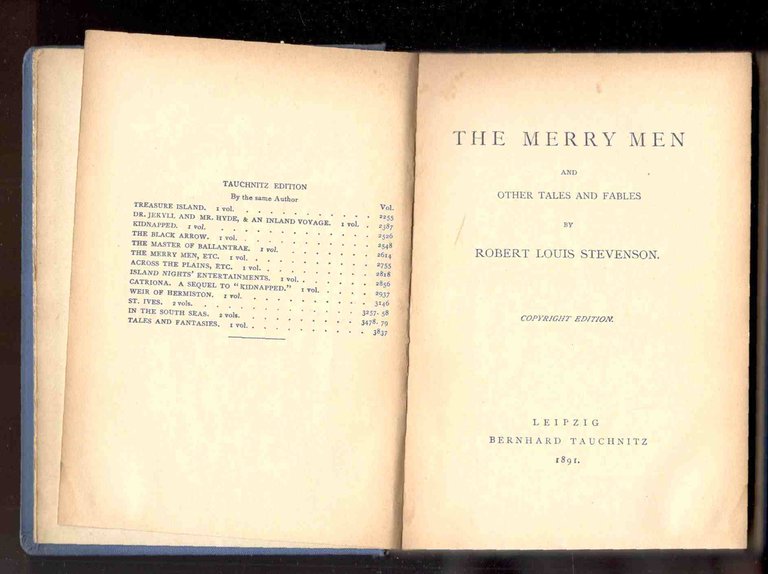 TAUCHNITZ EDITION
By the same Author
Vol.
TREASURE ISLAND. 1 vol. . . . . . . . . . . 2255
DR. JEKYLL AND MR. HYDE, & AN INLAND VOYAGE. 1 vol. . 2387
KIDNAPPED. 1 vol. . . . . . . . . . . 2526
THE BLACK ARROW. 1 vol. . . . . . . . . . . 2548
THE MASTER OF BALLANTRAE. 1 vol. . . . . . . . . 2614
THE MERRY MEN, ETC. 1 vol. . . . . . . . . . 2755
ACROSS THE PLAINS, ETC. 1 vol. . . . . . . . . 2818
ISLAND NIGHTS' ENTERTAINMENTS. 1 vol. . . . . . . 2856
CATRIONA. A SEQUEL TO "KIDNAPPED." 1 vol. . . . . . 2937
WEIR OF HERMISTON. 1 vol. . . . . . . . . . 3146
ST. IVES. 2 vols. . . . . . . . . . . 3257-58
IN THE SOUTH SEAS. 2 vols. . . . . . . . . . 3478. 79
TALES AND FANTASIES. 1 vol. . . . . . . . . . 3837
THE MERRY MEN
AND
OTHER TALES AND FABLES
BY
ROBERT LOUIS STEVENSON.
COPYRIGHT EDITION.
LEIPZIG
BERNHARD TAUCHNITZ
1891.